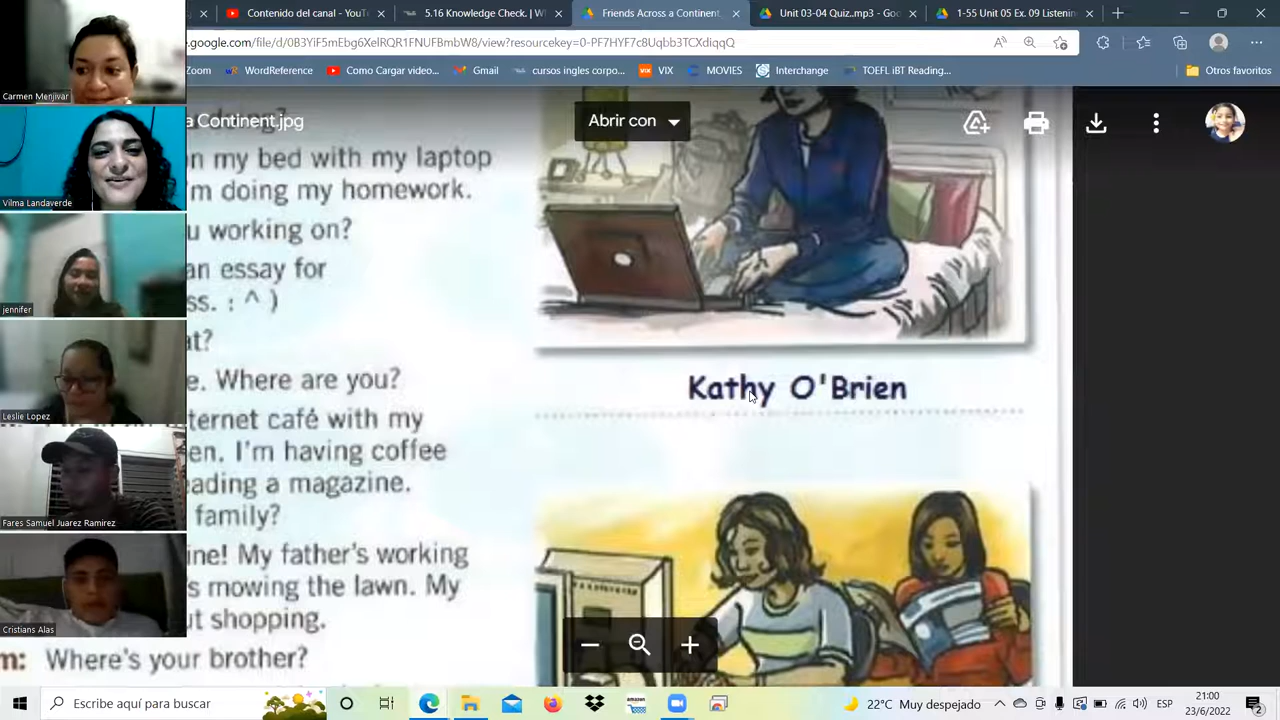 Contenido del canal - YouT
5.16 Knowledge Check. | W
Friends Across a Continent
Unit 03-04 Quiz..mp3 - Goo
1-55 Unit 05 Ex 09 Listenin
google.com/file/d/0B3YiF5mEbg6XelRQR1FNUFBmbW8/view?resourcekey=0-PF7HYF7c8Uqbb3TCXdiqqQ
Zoom
WordReference
Como Cargar video...
Gmail
cursos ingles corpo...
VIX
MOVIES
Interchange
TOEFL iBT Reading...
Otros favoritos
Carmen Menjivar
Vilma Landaverde
jennifer
Leslie Lopez
Fares Samuel Juarez Ramirez
Cristians Alas
a Continent.jpg
Abrir con
on my bed with my laptop
I'm doing my homework.
u working on?
an essay for
ss. : ^ )
at?
e. Where are you?
ternet café with my
en. I'm having coffee
eading a magazine.
family?
ine! My father's working
's mowing the lawn. My
ut shopping.
m: Where's your brother?
Kathy O'Brien
Escribe aquí para buscar
22°C Muy despejado
ESP
21:00
23/6/2022
2